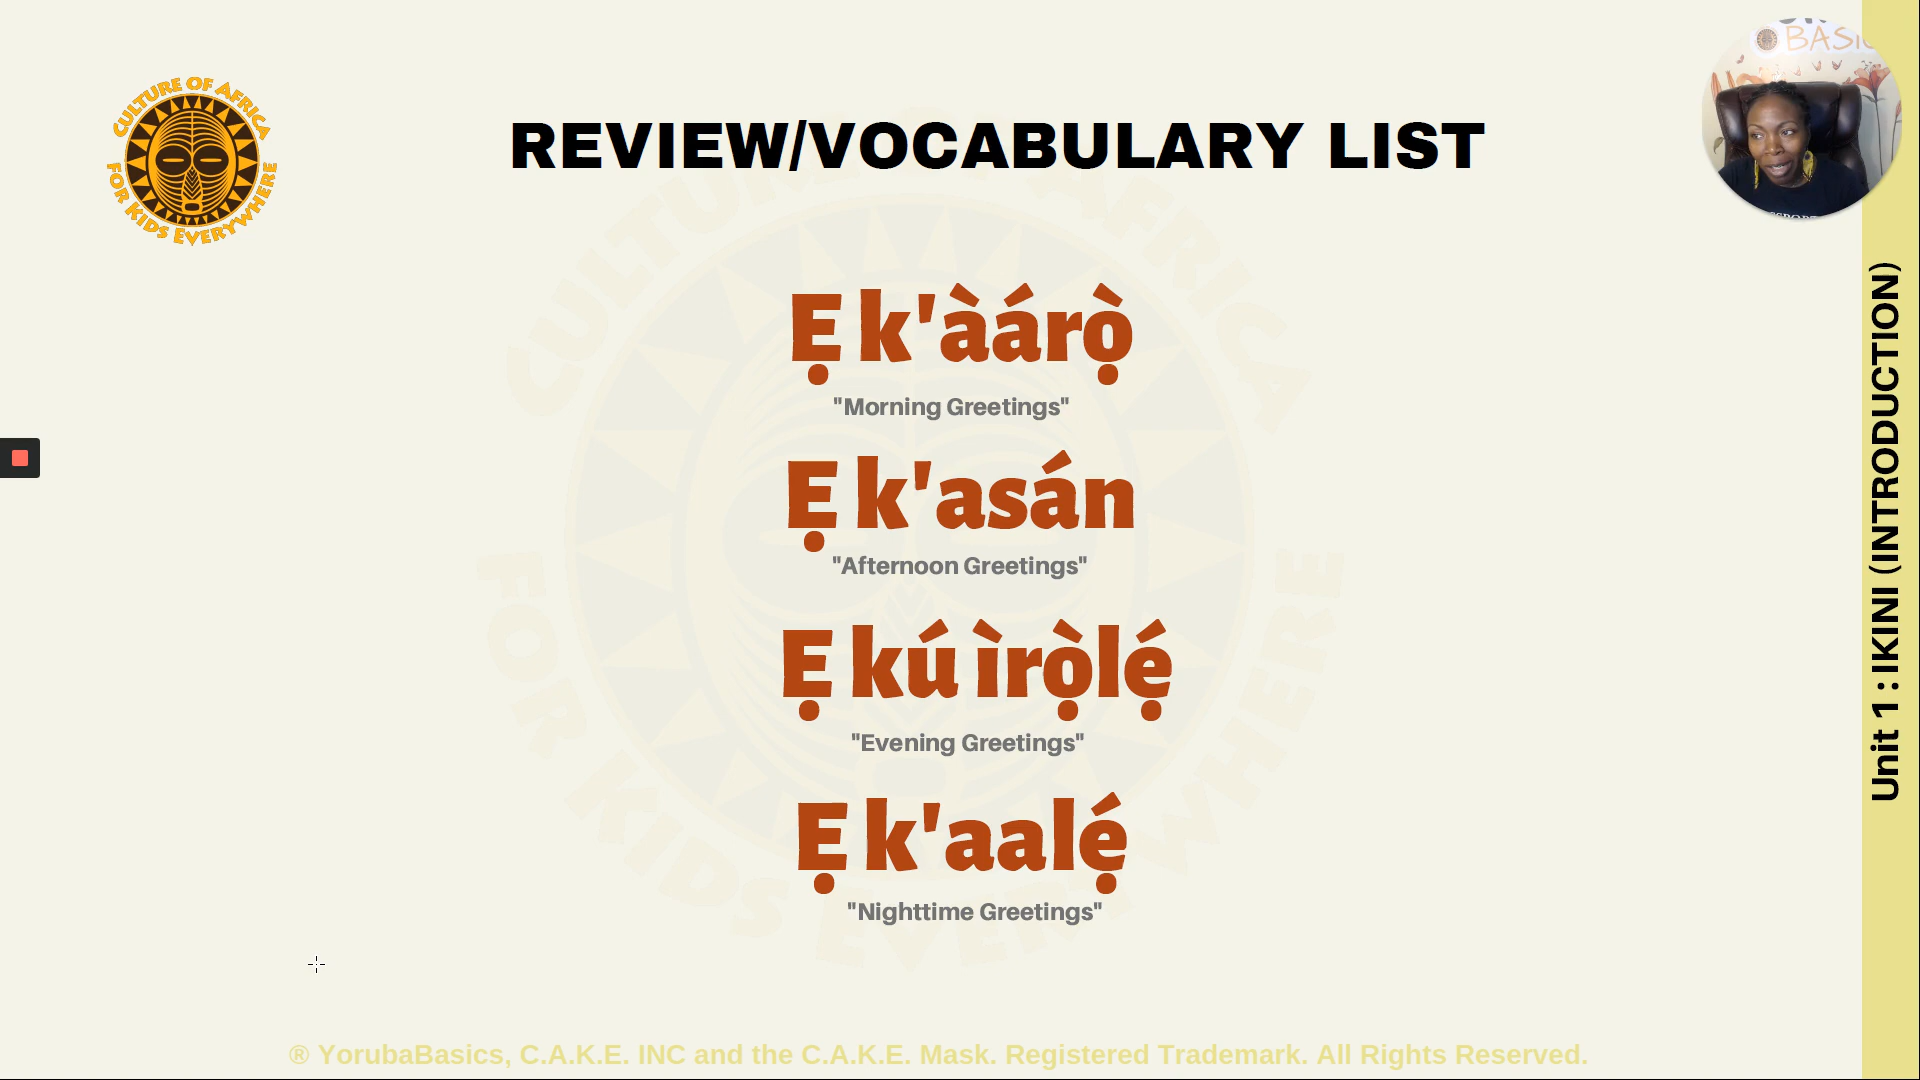 CULTURE OF AFRICA
FOR KIDS EVERYWHERE
BASIC
REVIEW/VOCABULARY LIST
Ẹ k'àárọ̀
"Morning Greetings"
Ẹ k'asán
"Afternoon Greetings"
Ẹ kú ìrọ̀lẹ́
"Evening Greetings"
Ẹ k'aalẹ́
"Nighttime Greetings"
Unit 1 : IKINI (INTRODUCTION)
® YorubaBasics, C.A.K.E. INC and the C.A.K.E. Mask. Registered Trademark. All Rights Reserved.